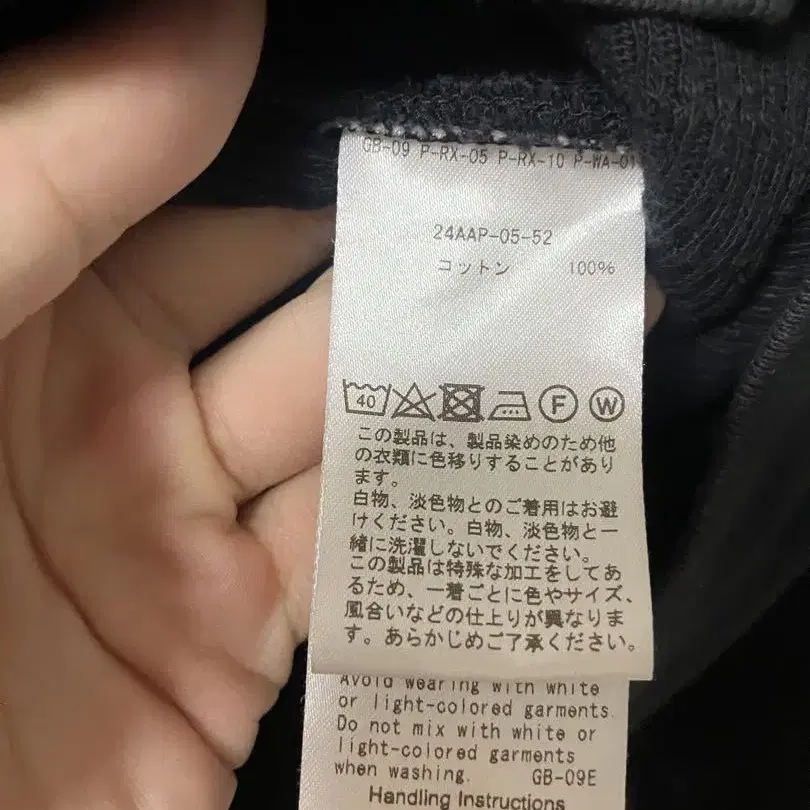 GB-09 P-RX-05 P-RX-10 P-WA-01
24AAP-05-52
コットン 100%
40 F W
この製品は、製品染めのため他
の衣類に色移りすることがあり
ます。
白物、淡色物とのご着用はお避
けください。白物、淡色物と一
緒に洗濯しないでください。
この製品は特殊な加工をしてあ
るため、一着ごとに色やサイズ、
風合いなどの仕上りが異なりま
す。あらかじめご了承ください。
Avoid wearing with white
or light-colored garments.
Do not mix with white or
light-colored garments
when washing. GB-09E
Handling Instructions